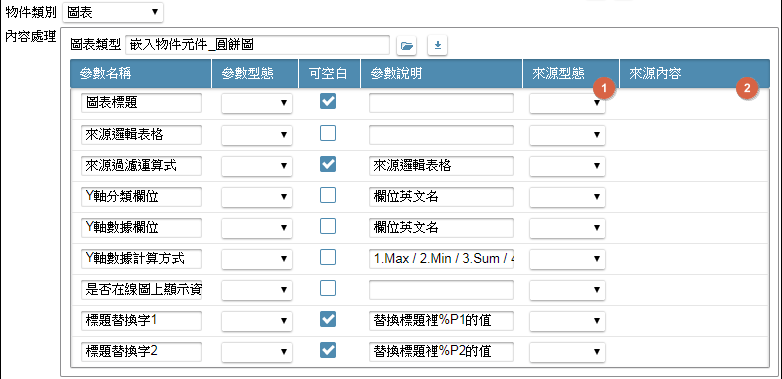 物件類別 圖表
內容處理
圖表類型 嵌入物件元件_圓餅圖
參數名稱 參數型態 可空白 參數說明 來源型態 來源內容
1 2
圖表標題
來源邏輯表格
來源過濾運算式 來源邏輯表格
Y軸分類欄位 欄位英文名
Y軸數據欄位 欄位英文名
Y軸數據計算方式 1.Max / 2.Min / 3.Sum / 4
是否在線圖上顯示資
標題替換字1 替換標題裡%P1的值
標題替換字2 替換標題裡%P2的值